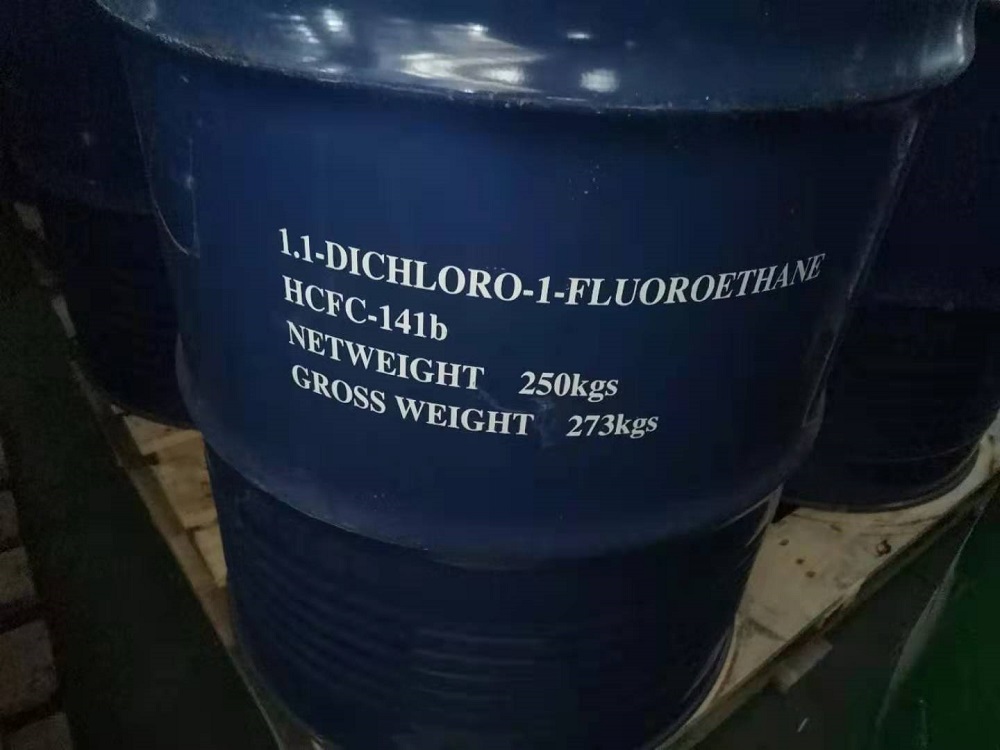 1.1-DICHLORO-1-FLUOROETHANE
HCFC-141b
NETWEIGHT 250kgs
GROSS WEIGHT 273kgs